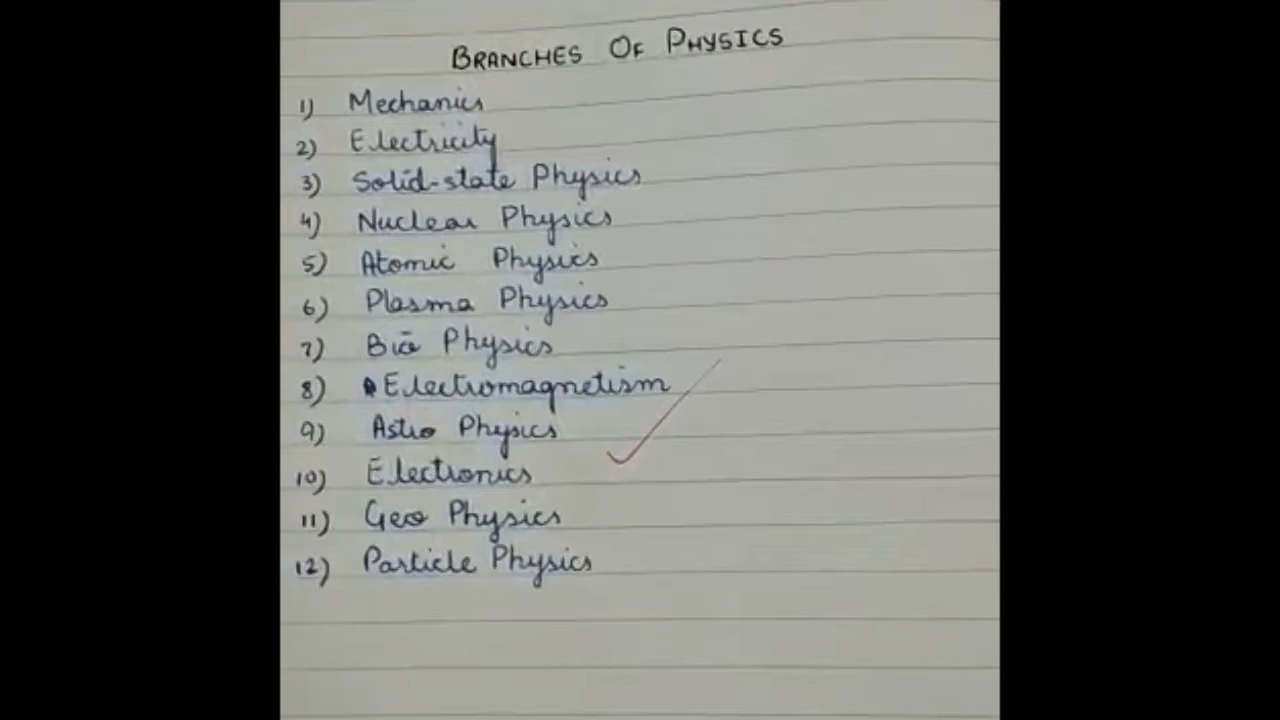 BRANCHES OF PHYSICS
1) Mechanics
2) Electricity
3) Solid-state Physics
4) Nuclear Physics
5) Atomic Physics
6) Plasma Physics
7) Bio Physics
8) Electromagnetism
9) Astro Physics
10) Electronics
11) Geo Physics
12) Particle Physics